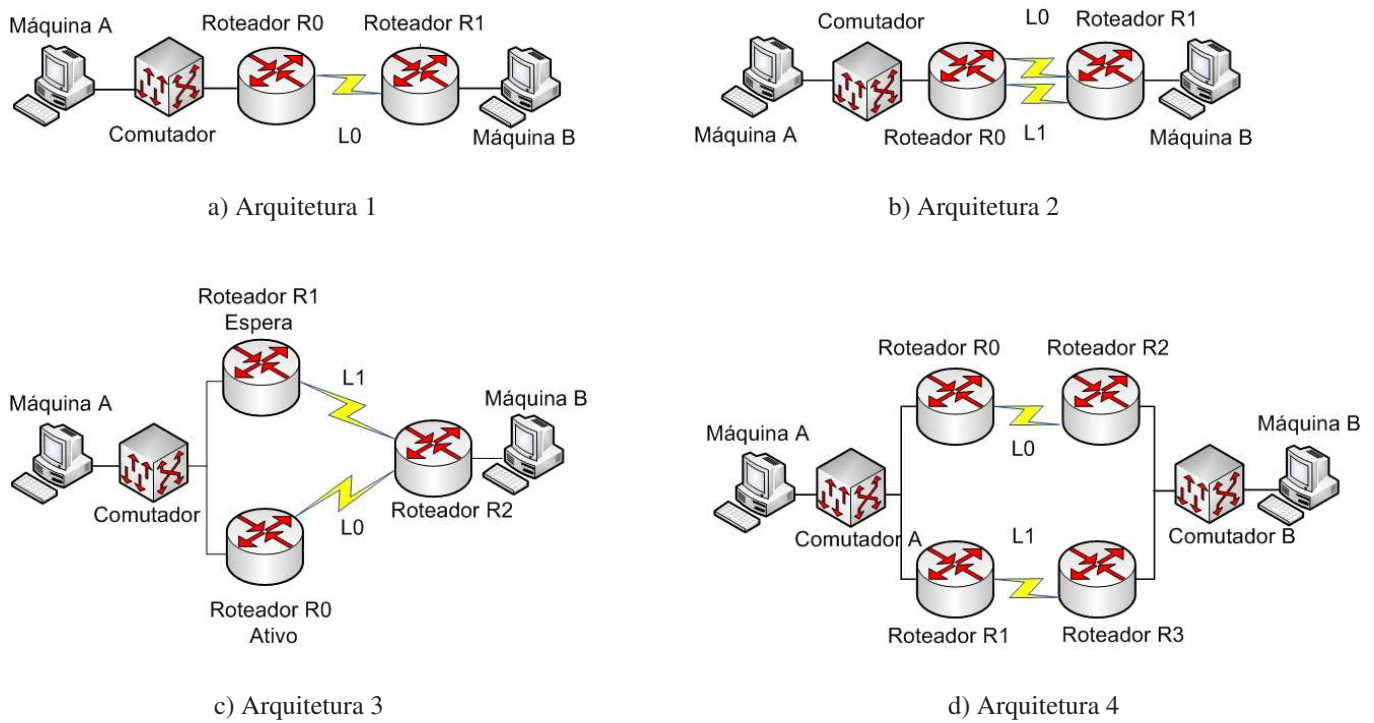 Máquina A
Roteador R0
Roteador R1
Comutador
L0
Máquina B
a) Arquitetura 1
Comutador
L0
Roteador R1
Máquina A
Roteador R0
L1
Máquina B
b) Arquitetura 2
Roteador R1
Espera
L1
Máquina A
Máquina B
Comutador
L0
Roteador R2
Roteador R0
Ativo
c) Arquitetura 3
Roteador R0
Roteador R2
Máquina A
L0
Máquina B
Comutador A
L1
Comutador B
Roteador R1
Roteador R3
d) Arquitetura 4